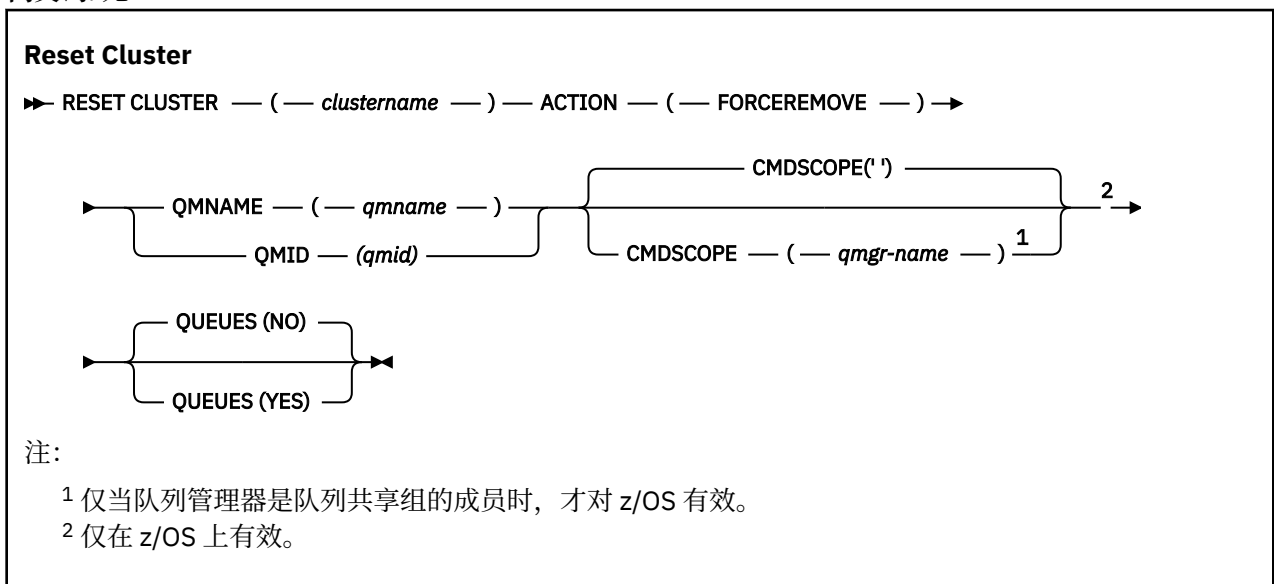 Reset Cluster
RESET CLUSTER ( clustername ) ACTION ( FORCEREMOVE )
CMDSCOPE(' ')
QMNAME ( qmname ) 2
QMID (qmid) CMDSCOPE ( qmgr-name ) 1
QUEUES (NO)
QUEUES (YES)
注：
1 仅当队列管理器是队列共享组的成员时，才对 z/OS 有效。
2 仅在 z/OS 上有效。